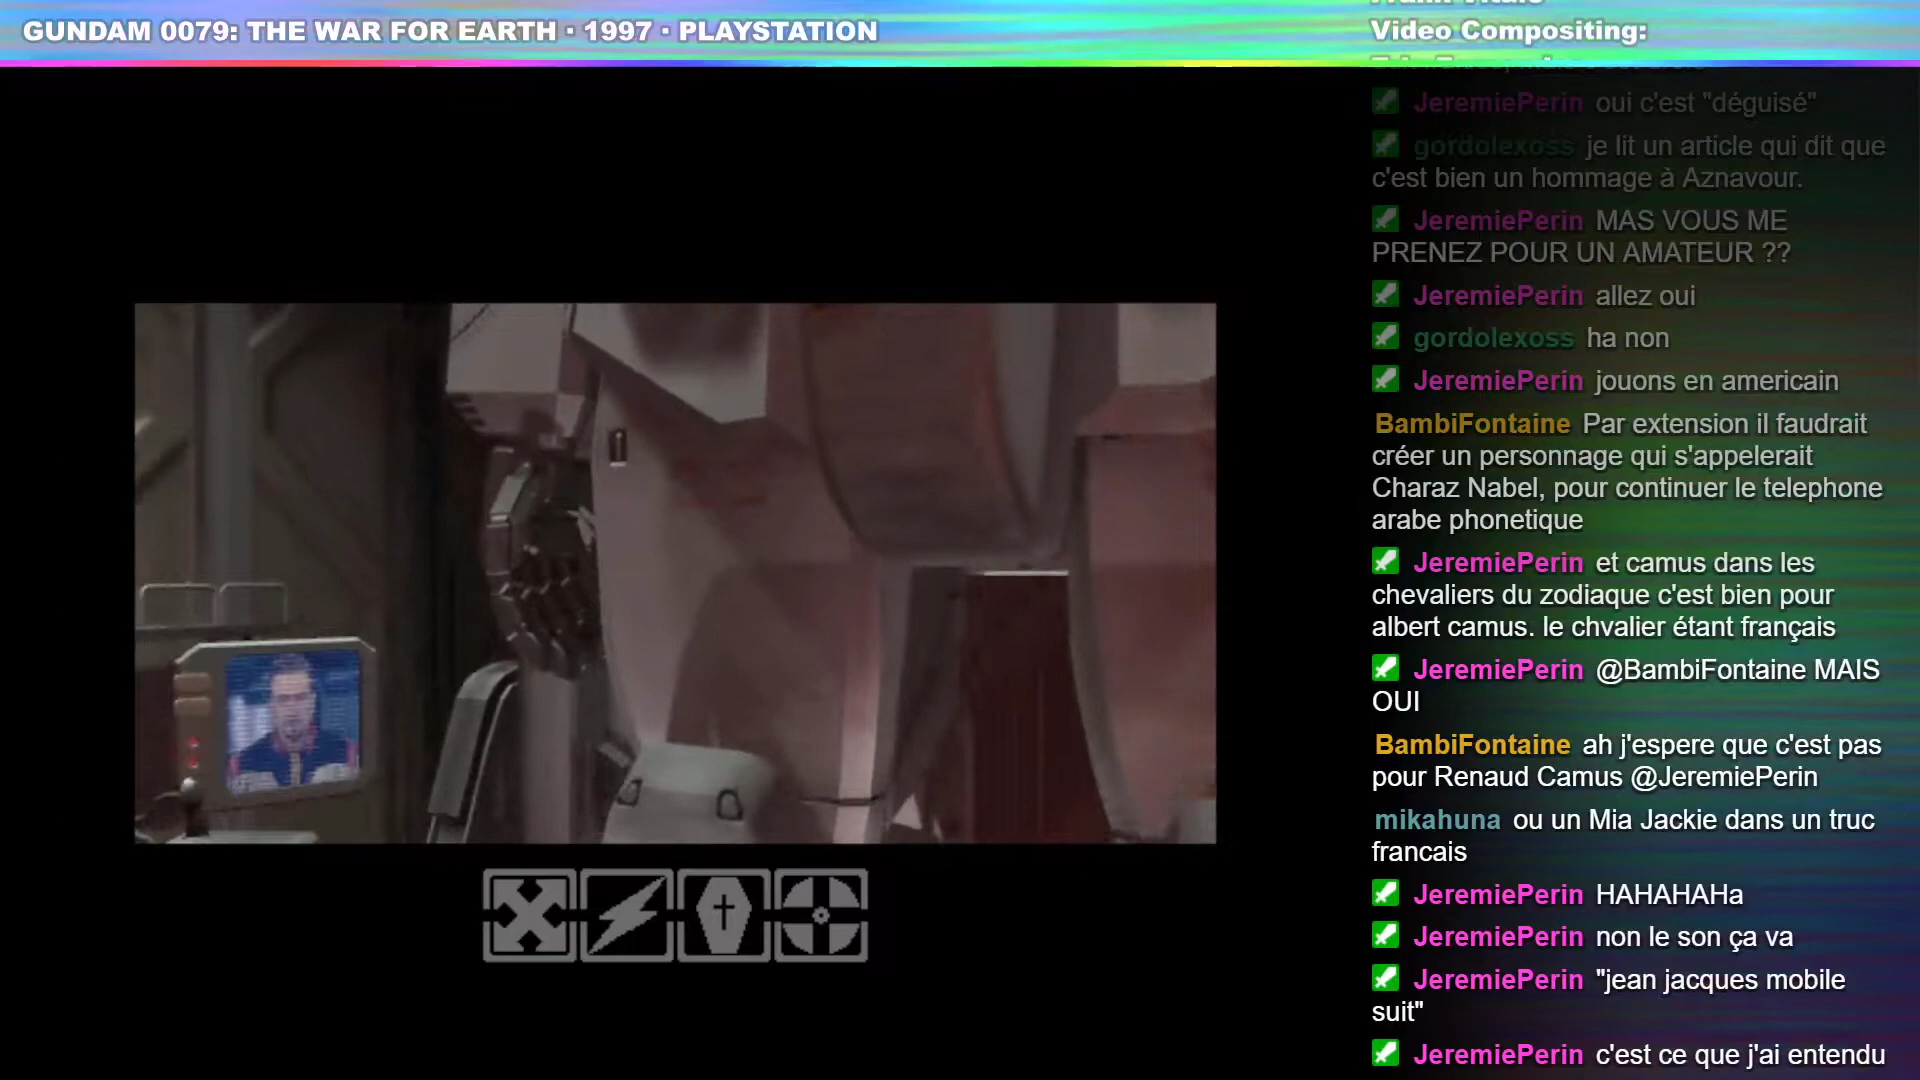 GUNDAM 0079: THE WAR FOR EARTH · 1997 · PLAYSTATION
Video Compositing:
JeremiePerin oui c'est "déguisé"
gordolexoss je lit un article qui dit que
c'est bien un hommage à Aznavour.
JeremiePerin MAS VOUS ME
PRENEZ POUR UN AMATEUR ??
JeremiePerin allez oui
gordolexoss ha non
JeremiePerin jouons en americain
BambiFontaine Par extension il faudrait
créer un personnage qui s'appelerait
Charaz Nabel, pour continuer le telephone
arabe phonetique
JeremiePerin et camus dans les
chevaliers du zodiaque c'est bien pour
albert camus. le chvalier étant français
JeremiePerin @BambiFontaine MAIS
OUI
BambiFontaine ah j'espere que c'est pas
pour Renaud Camus @JeremiePerin
mikahuna ou un Mia Jackie dans un truc
francais
JeremiePerin HAHAHAHa
JeremiePerin non le son ça va
JeremiePerin "jean jacques mobile
suit"
JeremiePerin c'est ce que j'ai entendu